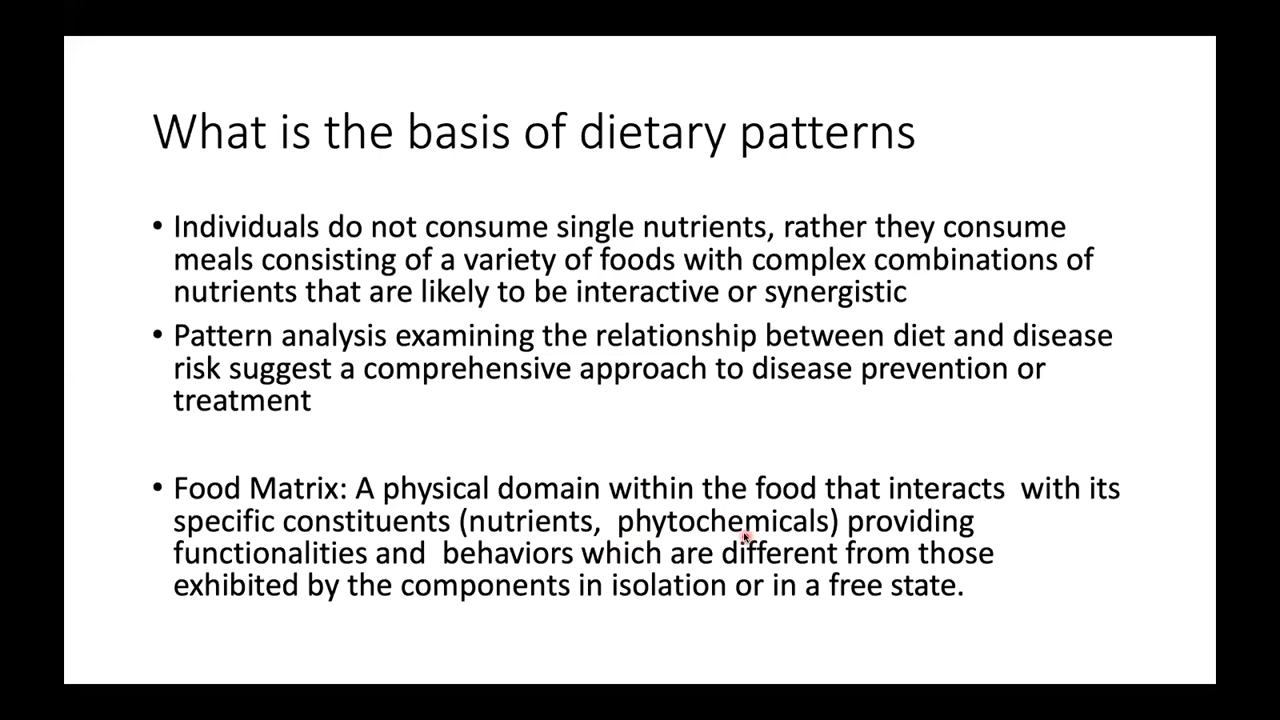 What is the basis of dietary patterns
• Individuals do not consume single nutrients, rather they consume
meals consisting of a variety of foods with complex combinations of
nutrients that are likely to be interactive or synergistic
• Pattern analysis examining the relationship between diet and disease
risk suggest a comprehensive approach to disease prevention or
treatment
• Food Matrix: A physical domain within the food that interacts  with its
specific constituents (nutrients,  phytochemicals) providing
functionalities and  behaviors which are different from those
exhibited by the components in isolation or in a free state.